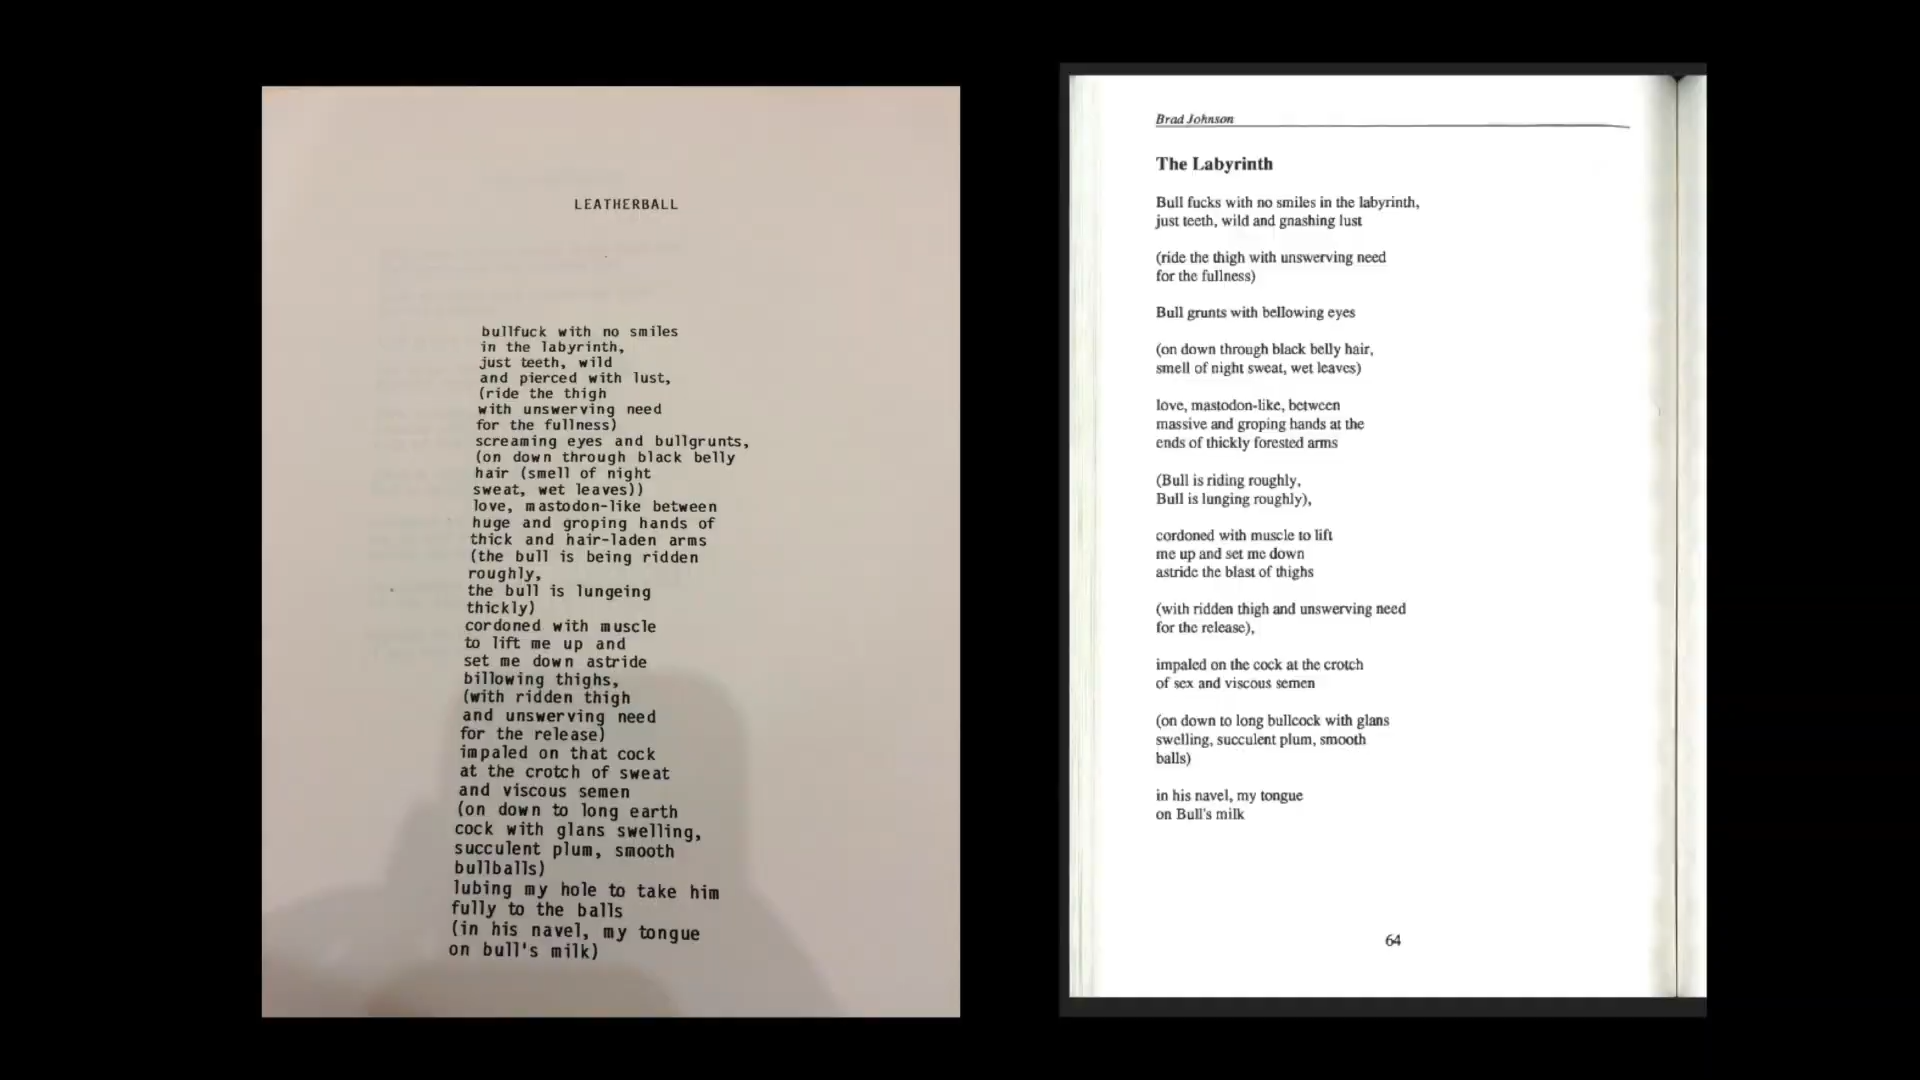 LEATHERBALL
bullfuck with no smiles
in the labyrinth,
just teeth, wild
and pierced with lust,
(ride the thigh
with unswerving need
for the fullness)
screaming eyes and bullgrunts,
(on down through black belly
hair (smell of night
sweat, wet leaves))
love, mastodon-like between
huge and groping hands of
thick and hair-laden arms
(the bull is being ridden
roughly,
the bull is lungeing
thickly)
cordoned with muscle
to lift me up and
set me down astride
billowing thighs,
(with ridden thigh
and unswerving need
for the release)
impaled on that cock
at the crotch of sweat
and viscous semen
(on down to long earth
cock with glans swelling,
succulent plum, smooth
bullballs)
lubing my hole to take him
fully to the balls
(in his navel, my tongue
on bull's milk)
Brad Johnson
The Labyrinth
Bull fucks with no smiles in the labyrinth,
just teeth, wild and gnashing lust
(ride the thigh with unswerving need
for the fullness)
Bull grunts with bellowing eyes
(on down through black belly hair,
smell of night sweat, wet leaves)
love, mastodon-like, between
massive and groping hands at the
ends of thickly forested arms
(Bull is riding roughly,
Bull is lunging roughly),
cordoned with muscle to lift
me up and set me down
astride the blast of thighs
(with ridden thigh and unswerving need
for the release),
impaled on the cock at the crotch
of sex and viscous semen
(on down to long bullcock with glans
swelling, succulent plum, smooth
balls)
in his navel, my tongue
on Bull's milk
64